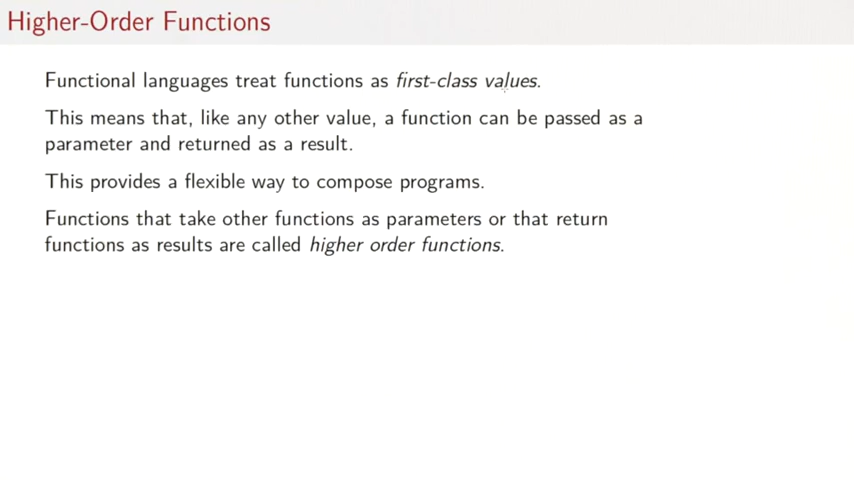 Higher-Order Functions
Functional languages treat functions as first-class values.
This means that, like any other value, a function can be passed as a
parameter and returned as a result.
This provides a flexible way to compose programs.
Functions that take other functions as parameters or that return
functions as results are called higher order functions.